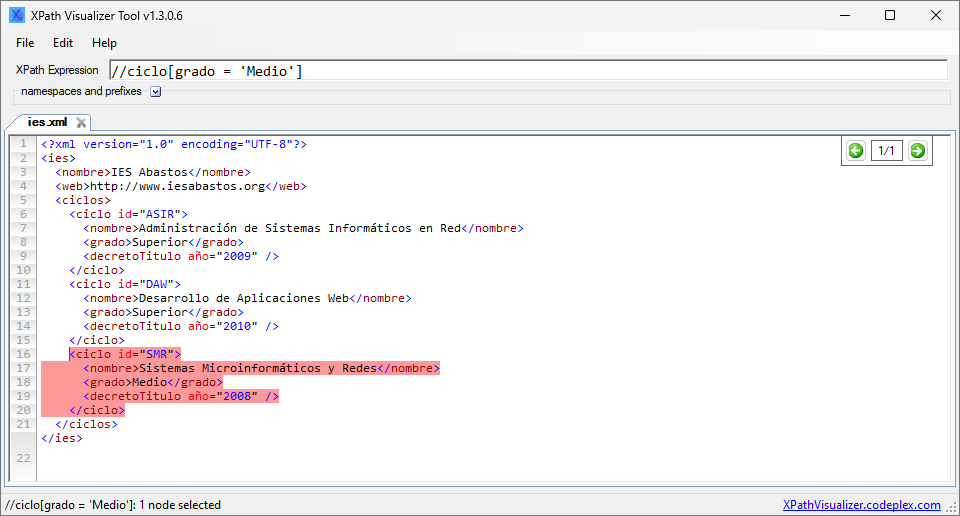 XPath Visualizer Tool v1.3.0.6
File Edit Help
XPath Expression //ciclo[grado = 'Medio']
namespaces and prefixes
ies.xml
1/1
1 <?xml version="1.0" encoding="UTF-8"?>
2 <ies>
3 <nombre>IES Abastos</nombre>
4 <web>http://www.iesabastos.org</web>
5 <ciclos>
6 <ciclo id="ASIR">
7 <nombre>Administración de Sistemas Informáticos en Red</nombre>
8 <grado>Superior</grado>
9 <decretoTitulo año="2009" />
10 </ciclo>
11 <ciclo id="DAW">
12 <nombre>Desarrollo de Aplicaciones Web</nombre>
13 <grado>Superior</grado>
14 <decretoTitulo año="2010" />
15 </ciclo>
16 <ciclo id="SMR">
17 <nombre>Sistemas Microinformáticos y Redes</nombre>
18 <grado>Medio</grado>
19 <decretoTitulo año="2008" />
20 </ciclo>
21 </ciclos>
</ies>
22
//ciclo[grado = 'Medio']: 1 node selected XPathVisualizer.codeplex.com